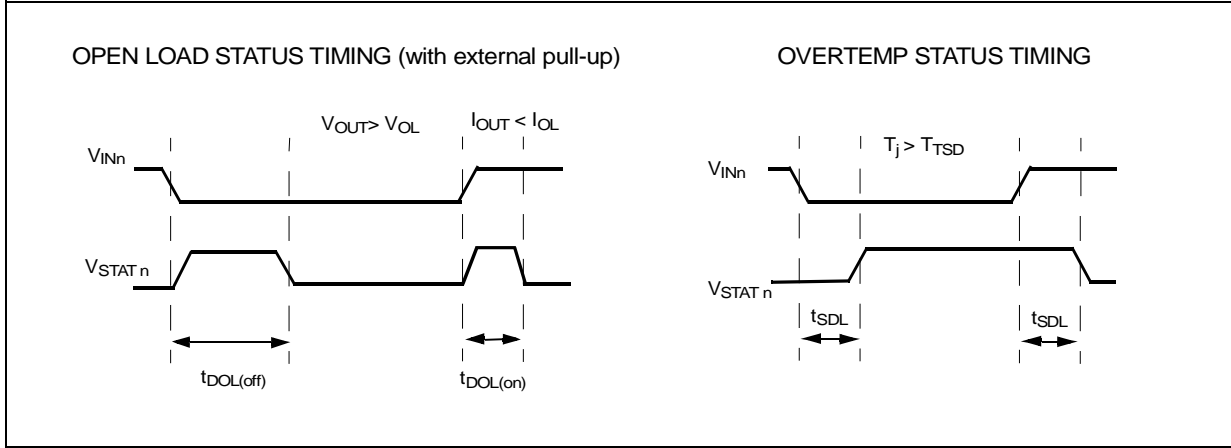 OPEN LOAD STATUS TIMING (with external pull-up)
VOUT> VOL
IOUT < IOL
VINn
VSTAT n
tDOL(off)
tDOL(on)
OVERTEMP STATUS TIMING
Tj > TTSD
VINn
VSTAT n
tSDL
tSDL